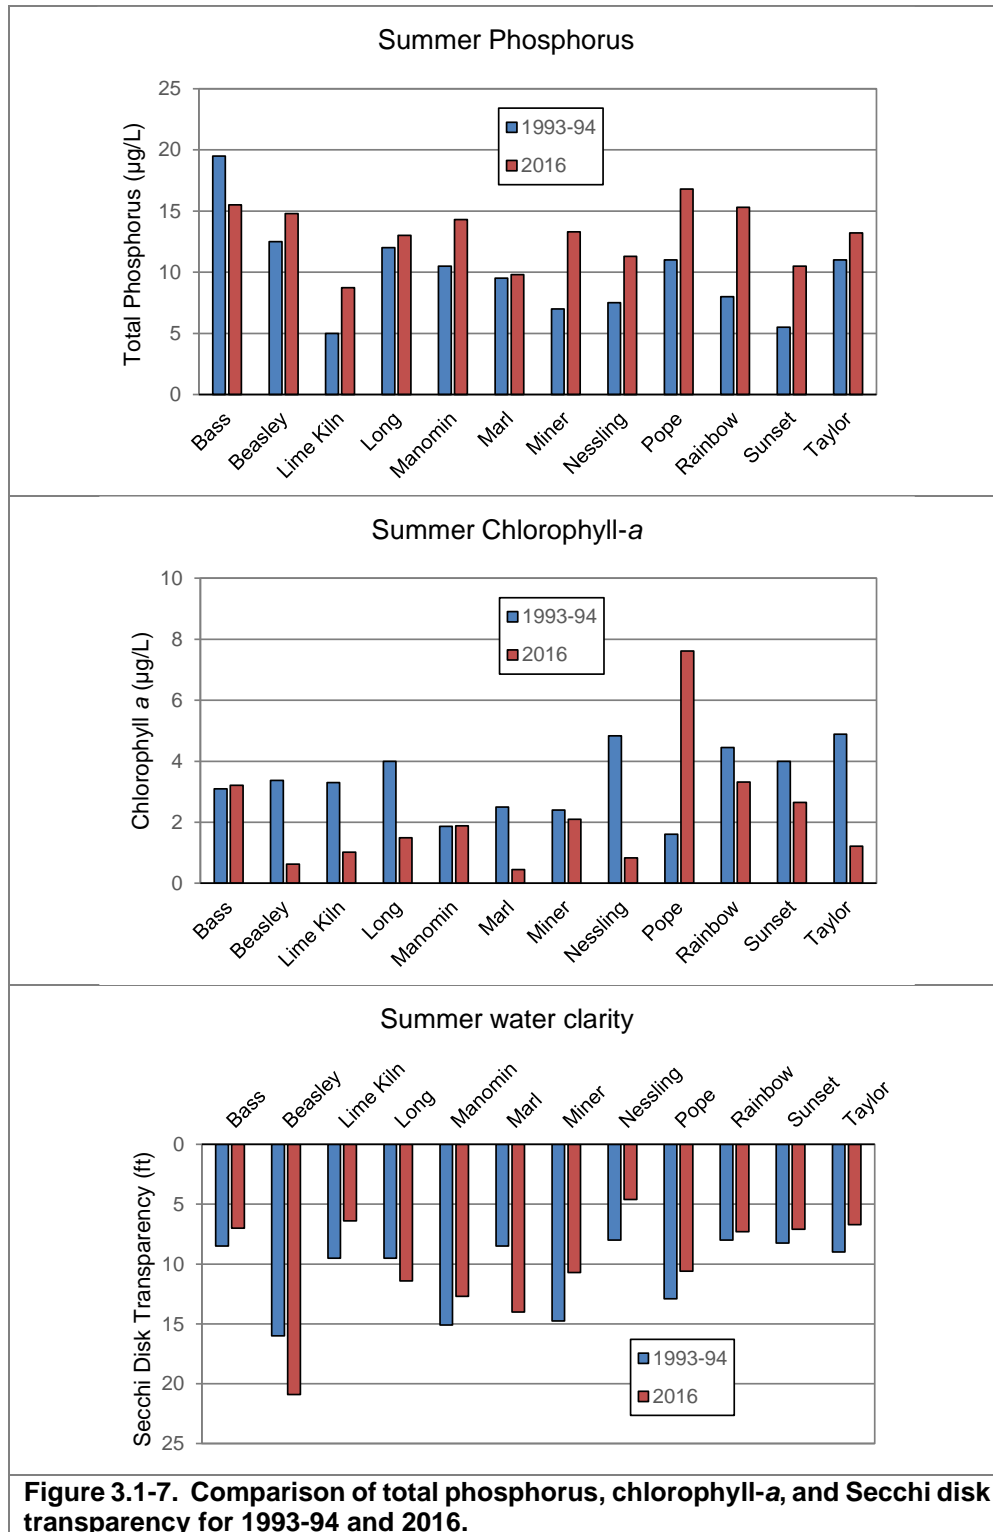 Summer Phosphorus
Total Phosphorus (µg/L)
25
20
15
10
5
0
1993-94
2016
Bass
Beasley
Lime Kiln
Long
Manomin
Marl
Miner
Nessling
Pope
Rainbow
Sunset
Taylor
Summer Chlorophyll-a
Chlorophyll a (µg/L)
10
8
6
4
2
0
1993-94
2016
Bass
Beasley
Lime Kiln
Long
Manomin
Marl
Miner
Nessling
Pope
Rainbow
Sunset
Taylor
Summer water clarity
Bass
Beasley
Lime Kiln
Long
Manomin
Marl
Miner
Nessling
Pope
Rainbow
Sunset
Taylor
Secchi Disk Transparency (ft)
0
5
10
15
20
25
1993-94
2016
Figure 3.1-7. Comparison of total phosphorus, chlorophyll-a, and Secchi disk
transparency for 1993-94 and 2016.